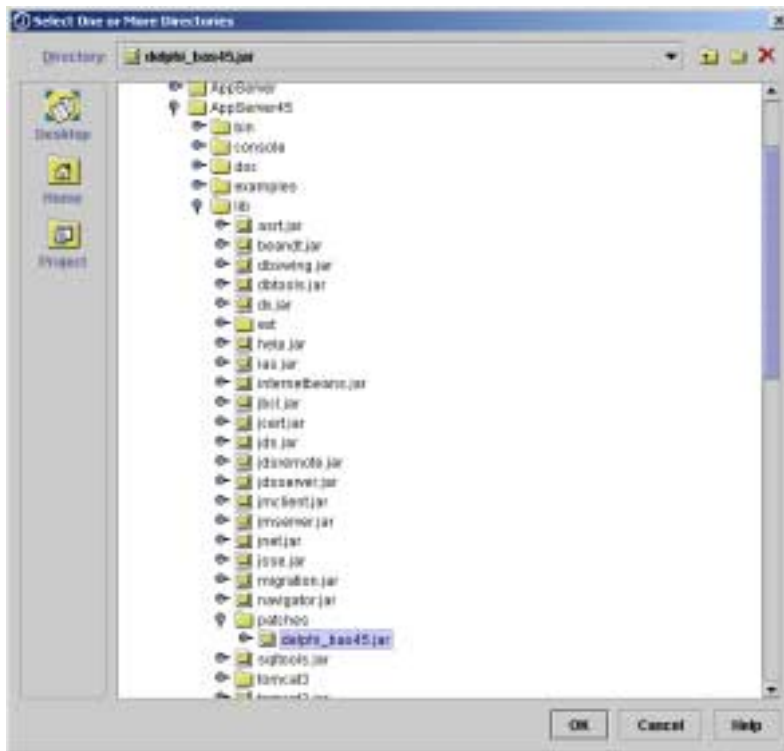 Select One or More Directories
Directory: delphi_bas45.jar
AppServer
AppServer45
bin
console
doc
examples
lib
asrt.jar
beandt.jar
dbswing.jar
dbtools.jar
dx.jar
ext
help.jar
ias.jar
internetbeans.jar
jbcl.jar
jcert.jar
jds.jar
jdsremote.jar
jdsserver.jar
jmclient.jar
jmserver.jar
jnet.jar
jsse.jar
migration.jar
navigator.jar
patches
delphi_bas45.jar
sqltools.jar
tomcat3
Desktop
Home
Project
OK
Cancel
Help